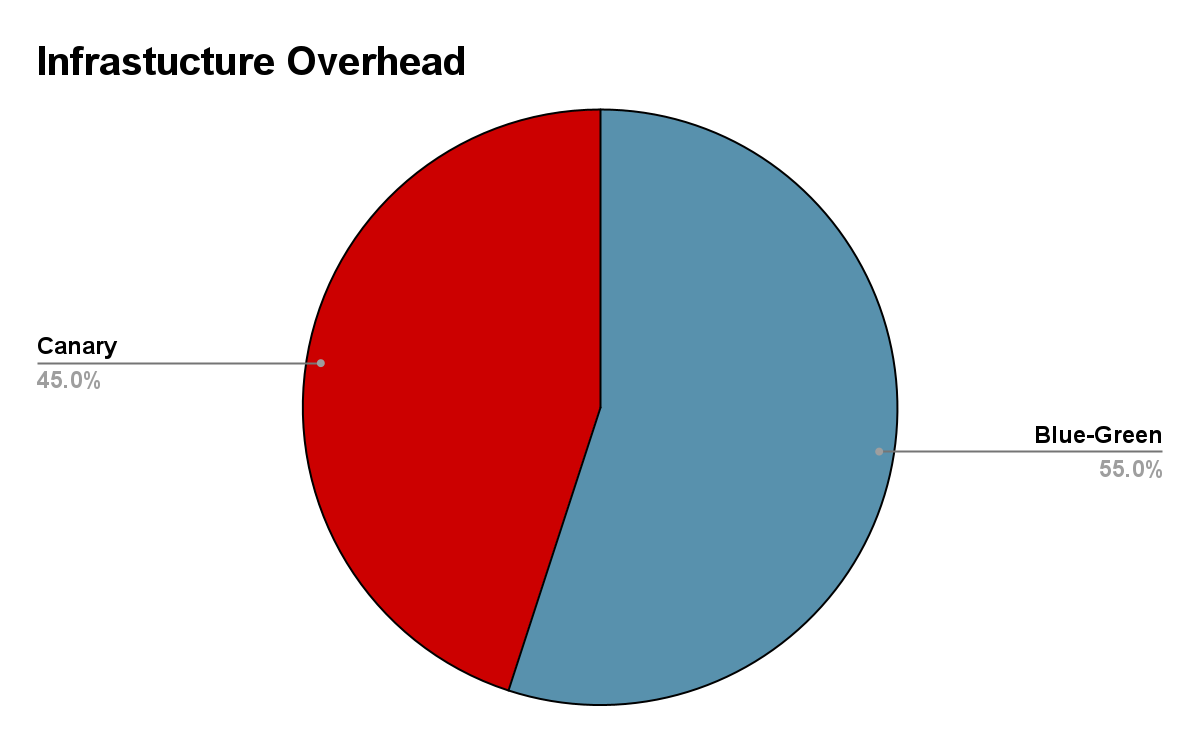 Infrastucture Overhead
Canary
45.0%
Blue-Green
55.0%